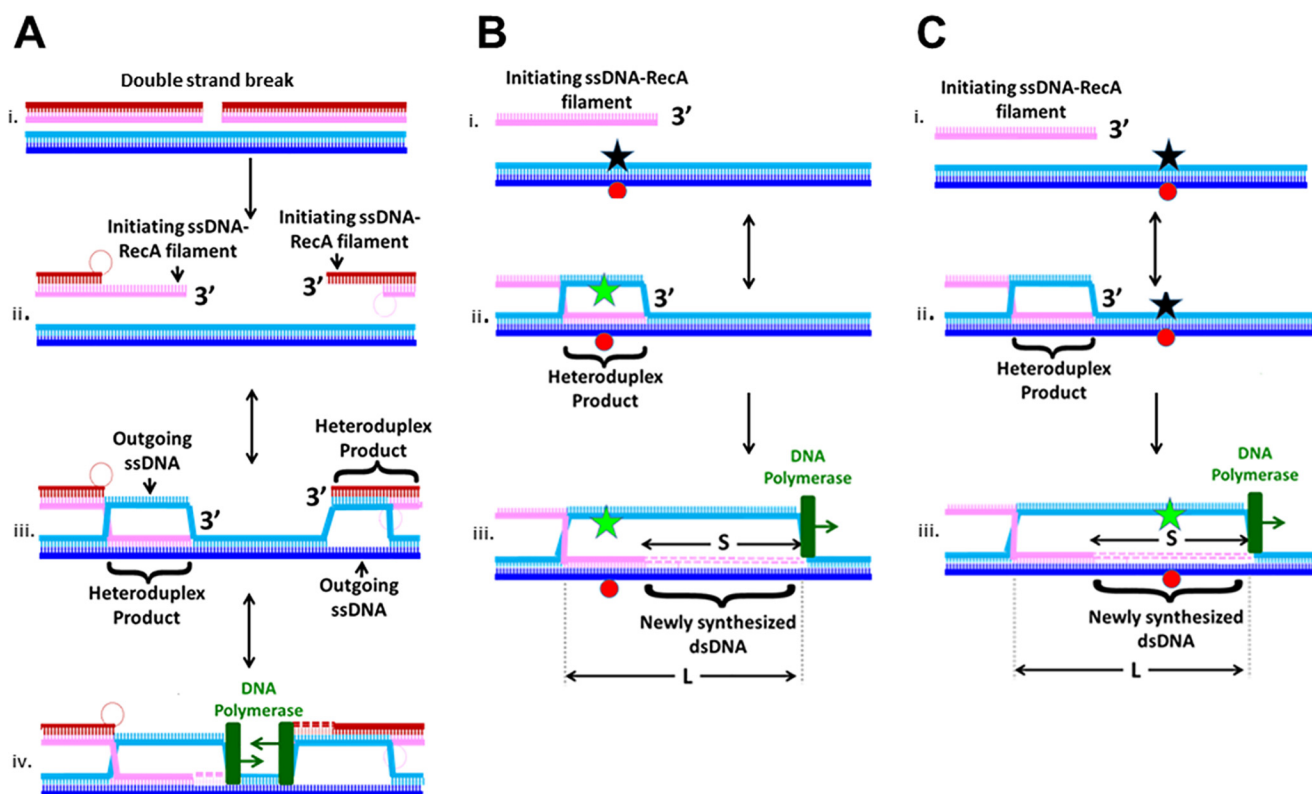 A
Double strand break
i.
Initiating ssDNA-
RecA filament
3’
Initiating ssDNA-
RecA filament
3’
ii.
Outgoing
ssDNA
3’
Heteroduplex
Product
3’
iii.
Heteroduplex
Product
Outgoing
ssDNA
DNA
Polymerase
iv.
B
Initiating ssDNA-RecA
filament
i.
3’
ii.
3’
Heteroduplex
Product
DNA
Polymerase
iii.
S
Newly synthesized
dsDNA
L
C
Initiating ssDNA-RecA
filament
i.
3’
ii.
3’
Heteroduplex
Product
DNA
Polymerase
iii.
S
Newly synthesized
dsDNA
L